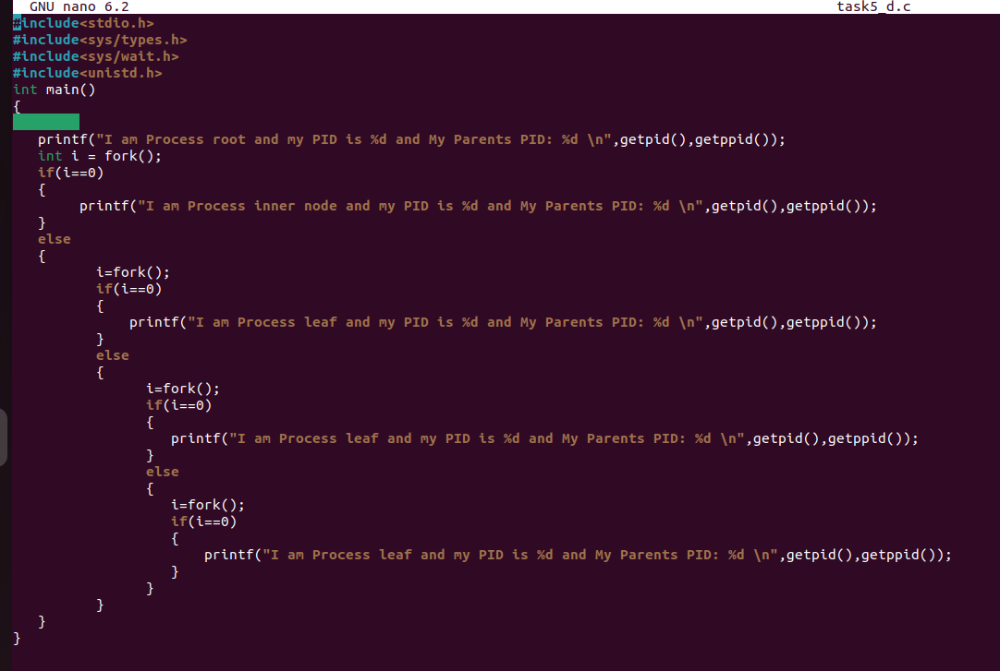 GNU nano 6.2 task5_d.c
#include<stdio.h>
#include<sys/types.h>
#include<sys/wait.h>
#include<unistd.h>
int main()
{
printf("I am Process root and my PID is %d and My Parents PID: %d \n",getpid(),getppid());
int i = fork();
if(i==0)
{
printf("I am Process inner node and my PID is %d and My Parents PID: %d \n",getpid(),getppid());
}
else
{
i=fork();
if(i==0)
{
printf("I am Process leaf and my PID is %d and My Parents PID: %d \n",getpid(),getppid());
}
else
{
i=fork();
if(i==0)
{
printf("I am Process leaf and my PID is %d and My Parents PID: %d \n",getpid(),getppid());
}
else
{
i=fork();
if(i==0)
{
printf("I am Process leaf and my PID is %d and My Parents PID: %d \n",getpid(),getppid());
}
}
}
}
}